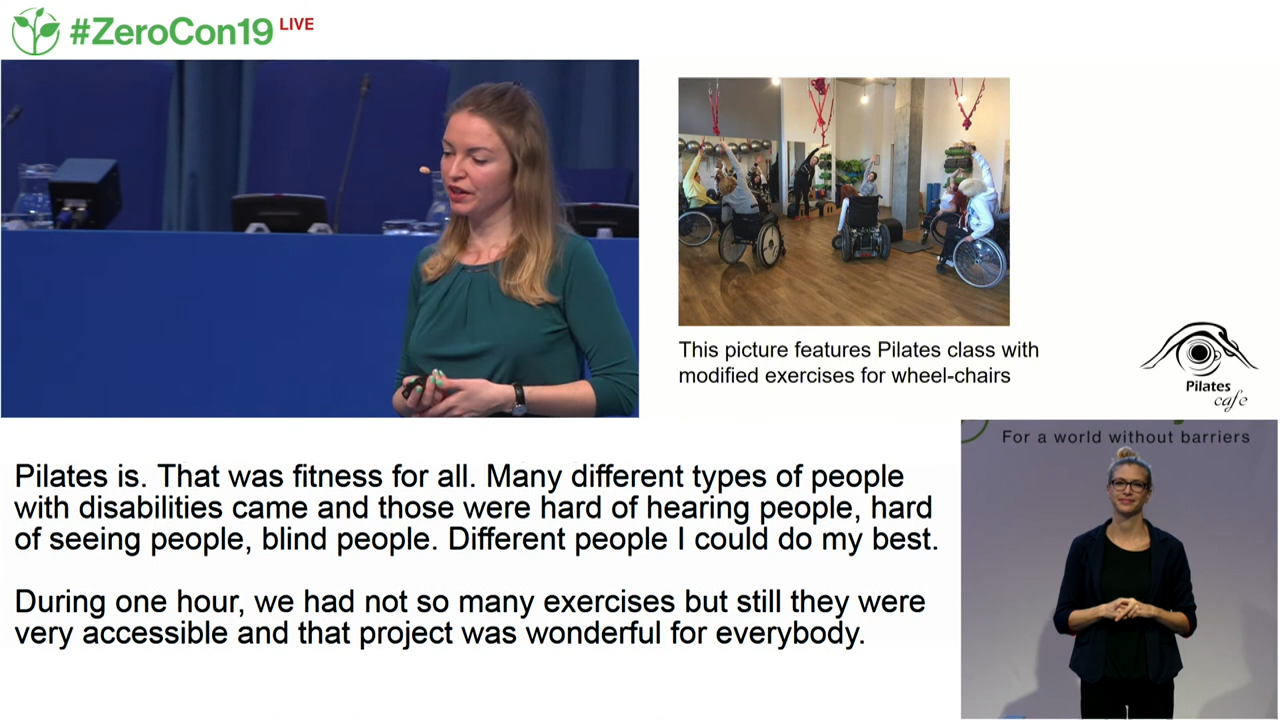 #ZeroCon19 LIVE
This picture features Pilates class with
modified exercises for wheel-chairs
Pilates
cafe
For a world without barriers
Pilates is. That was fitness for all. Many different types of people
with disabilities came and those were hard of hearing people, hard
of seeing people, blind people. Different people I could do my best.
During one hour, we had not so many exercises but still they were
very accessible and that project was wonderful for everybody.